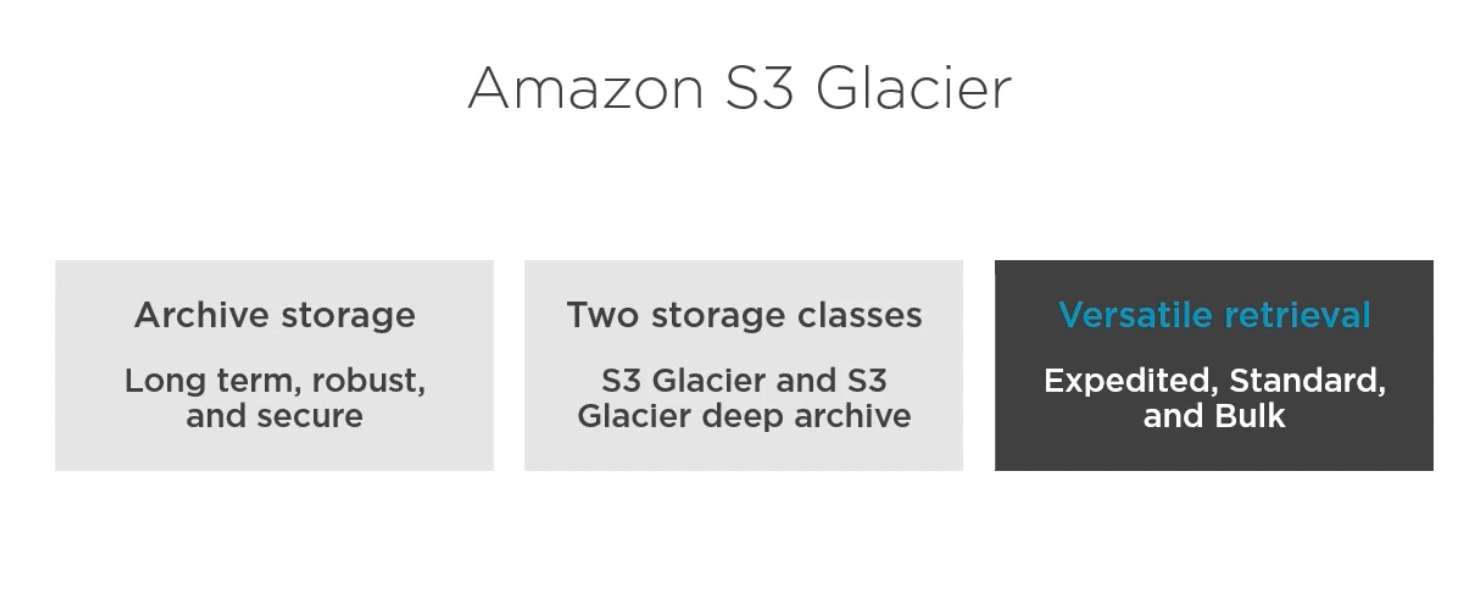 Amazon S3 Glacier
Archive storage
Long term, robust,
and secure
Two storage classes
S3 Glacier and S3
Glacier deep archive
Versatile retrieval
Expedited, Standard,
and Bulk